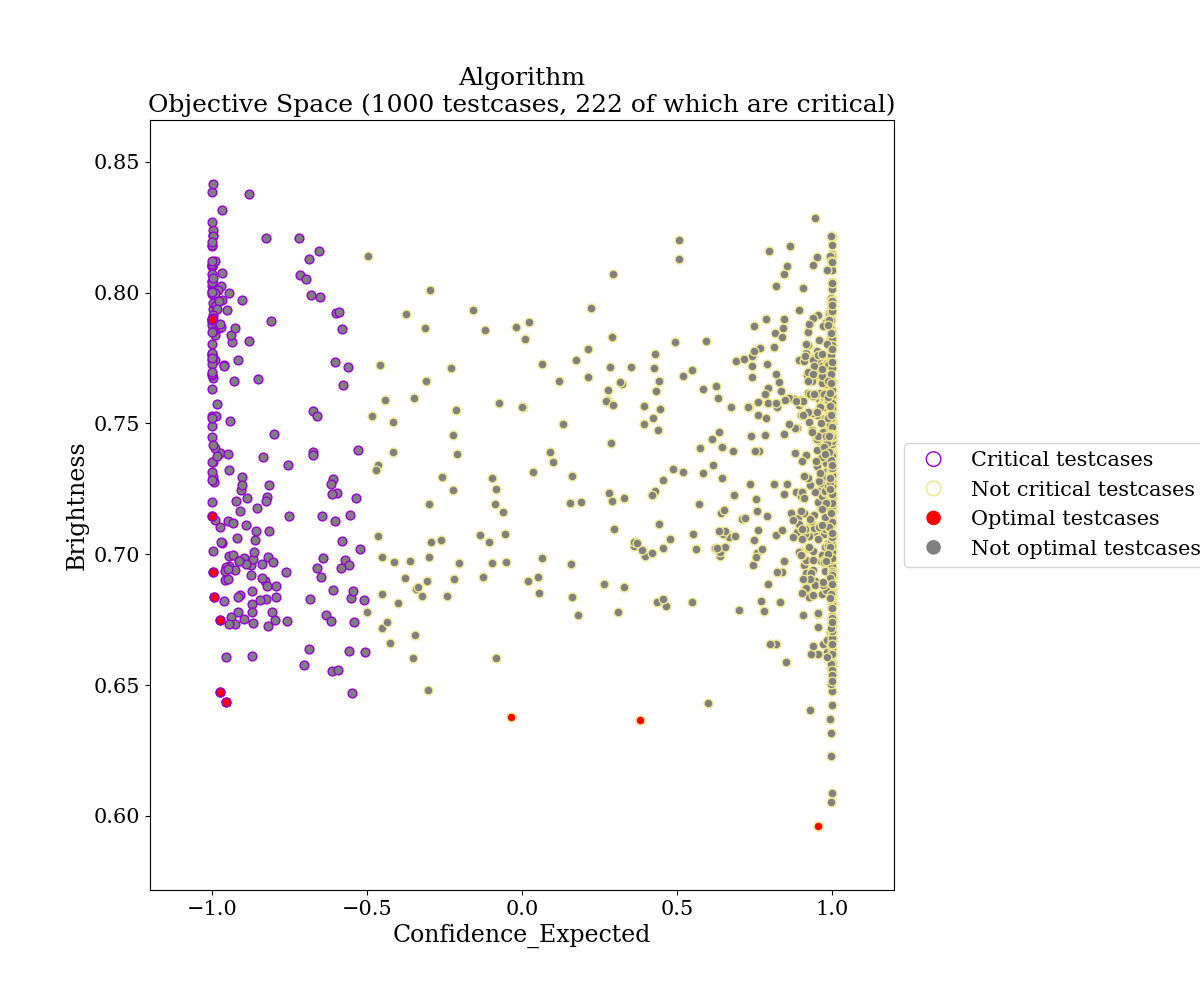 Algorithm
Objective Space (1000 testcases, 222 of which are critical)
0.85
0.80
0.75
0.70
0.65
0.60
Brightness
−1.0
−0.5
0.0
0.5
1.0
Confidence_Expected
Critical testcases
Not critical testcases
Optimal testcases
Not optimal testcases